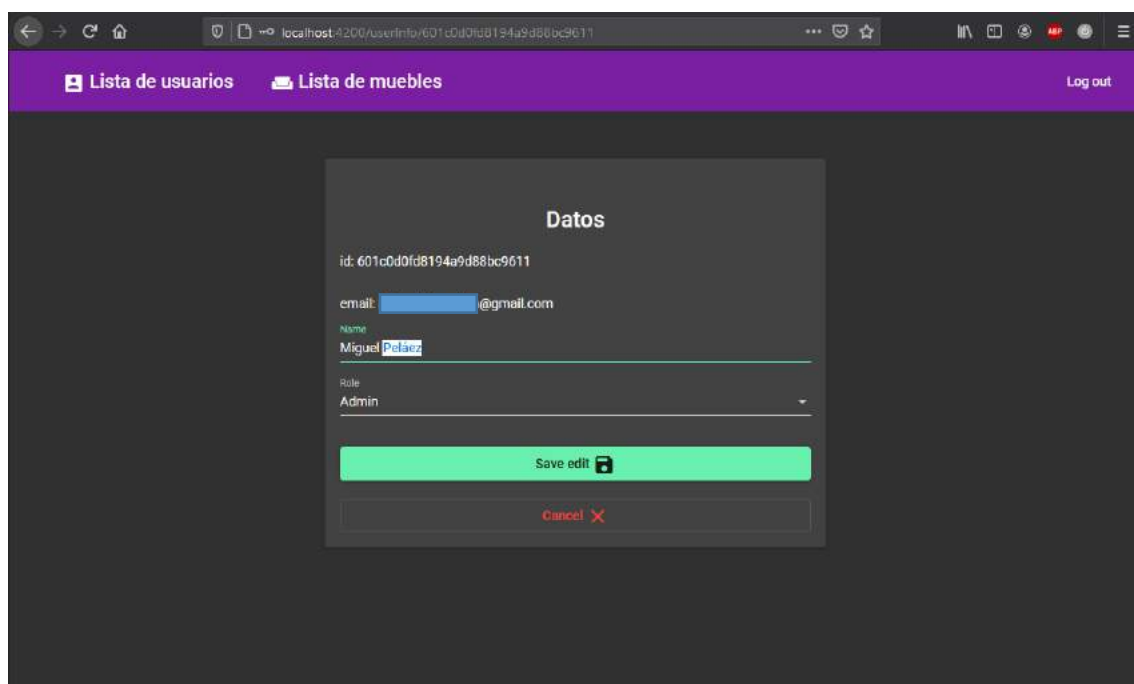 localhost:4200/userInfo/601c0d0fd8194a9d88bc9611
ABP
Lista de usuarios Lista de muebles Log out
Datos
id: 601c0d0fd8194a9d88bc9611
email: @gmail.com
Name
Miguel Peláez
Role
Admin
Save edit
Cancel